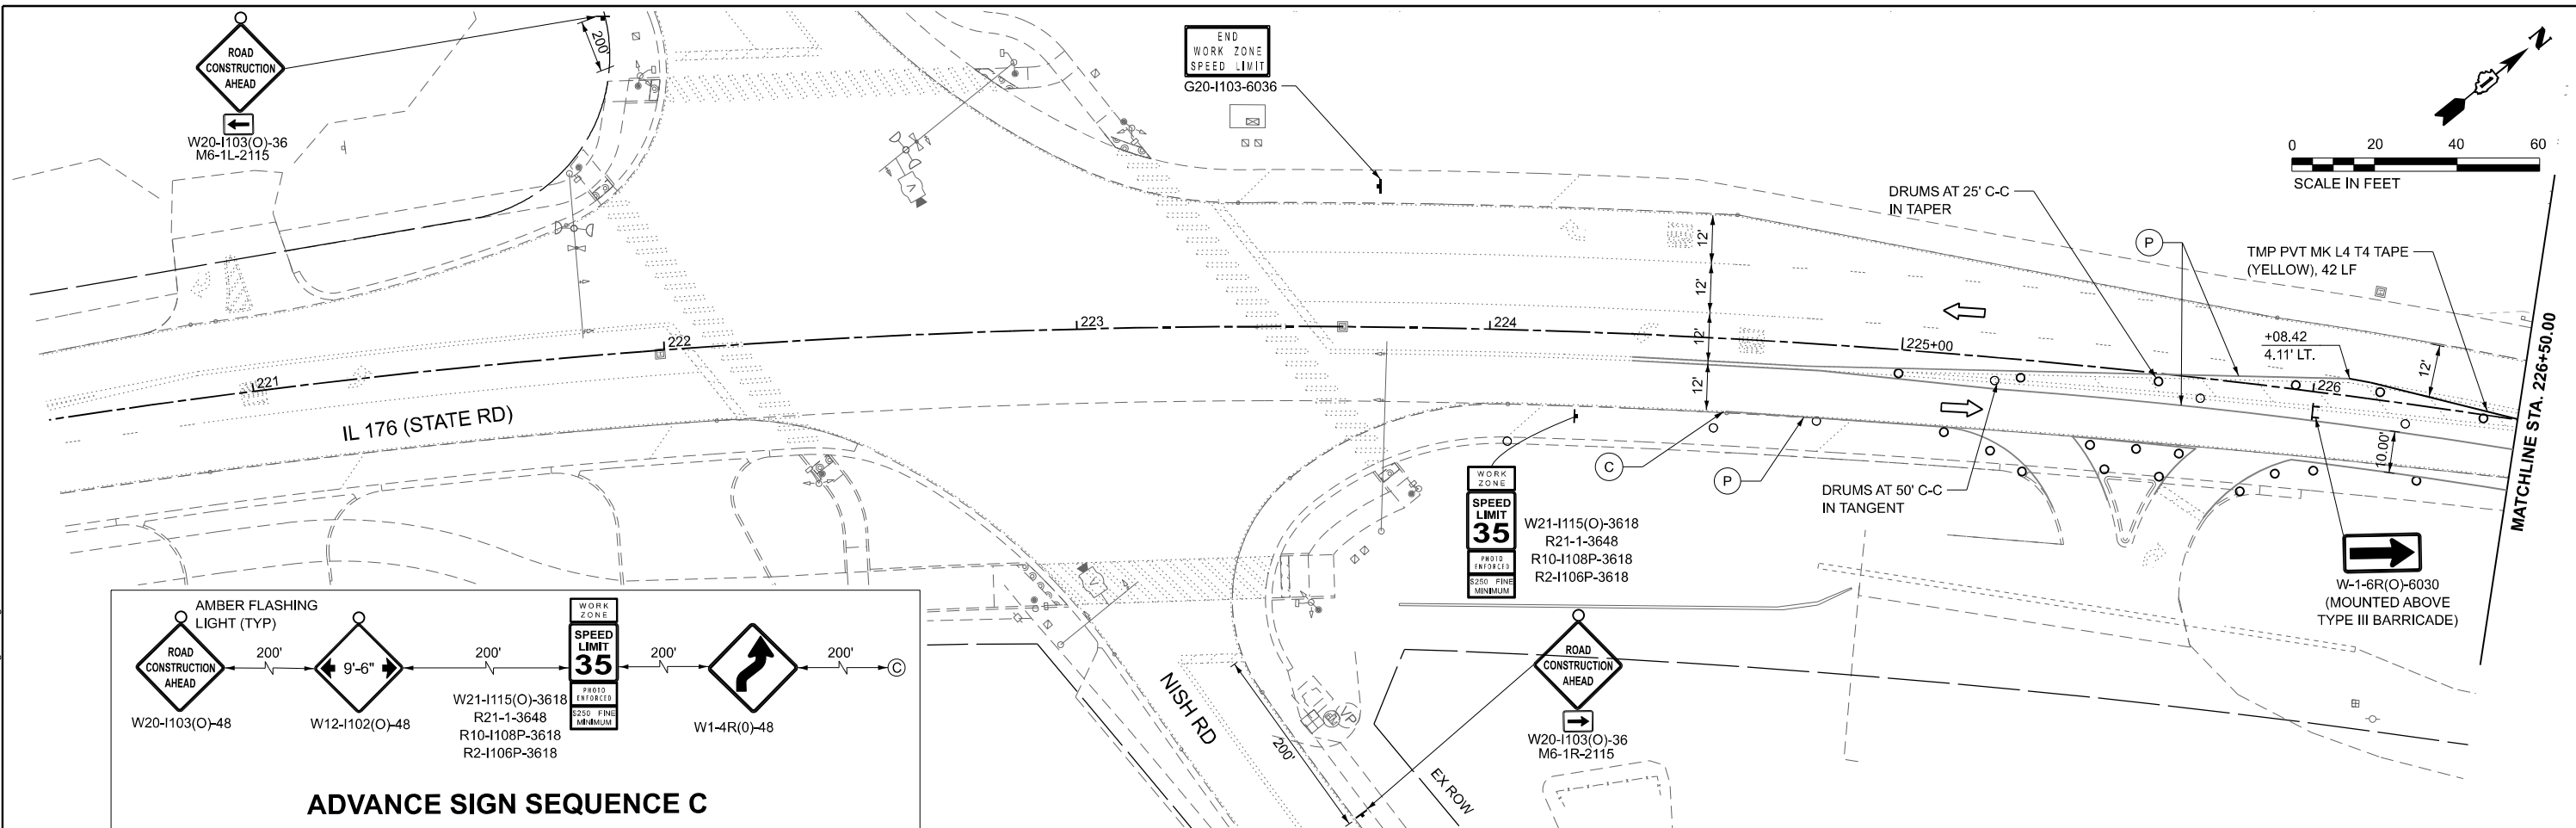 ROAD
CONSTRUCTION
AHEAD
W20-I103(O)-36
M6-1L-2115
200'
END
WORK ZONE
SPEED LIMIT
G20-I103-6036
N
0 20 40 60
SCALE IN FEET
DRUMS AT 25' C-C
IN TAPER
P
TMP PVT MK L4 T4 TAPE
(YELLOW), 42 LF
12'
12'
12'
12'
221
222
223
224
225+00
226
+08.42
4.11' LT.
12'
10.00'
MATCHLINE STA. 226+50.00
IL 176 (STATE RD)
C
P
DRUMS AT 50' C-C
IN TANGENT
WORK
ZONE
SPEED
LIMIT
35
PHOTO
ENFORCED
$250 FINE
MINIMUM
W21-I115(O)-3618
R21-1-3648
R10-I108P-3618
R2-I106P-3618
W-1-6R(O)-6030
(MOUNTED ABOVE
TYPE III BARRICADE)
ROAD
CONSTRUCTION
AHEAD
W20-I103(O)-36
M6-1R-2115
NISH RD
200'
EX ROW
VP
AMBER FLASHING
LIGHT (TYP)
ROAD
CONSTRUCTION
AHEAD
W20-I103(O)-48
200'
9'-6"
W12-I102(O)-48
200'
WORK
ZONE
SPEED
LIMIT
35
PHOTO
ENFORCED
$250 FINE
MINIMUM
W21-I115(O)-3618
R21-1-3648
R10-I108P-3618
R2-I106P-3618
200'
W1-4R(0)-48
200'
C
ADVANCE SIGN SEQUENCE C